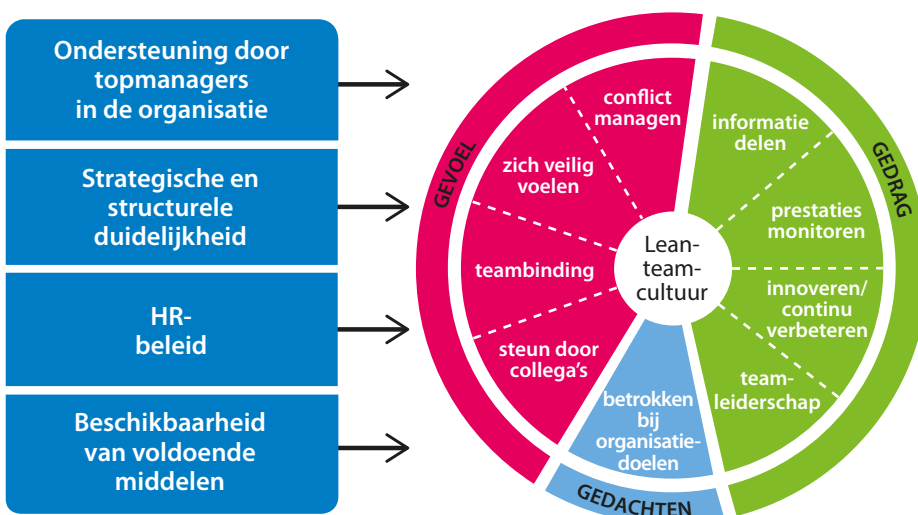 Ondersteuning door
topmanagers
in de organisatie
Strategische en
structurele
duidelijkheid
HR-
beleid
Beschikbaarheid
van voldoende
middelen
GEVOEL
conflict
managen
zich veilig
voelen
teambinding
steun door
collega's
Lean-
team-
cultuur
GEDRAG
informatie
delen
prestaties
monitoren
innoveren/
continu
verbeteren
team-
leiderschap
betrokken
bij
organisatie-
doelen
GEDACHTEN